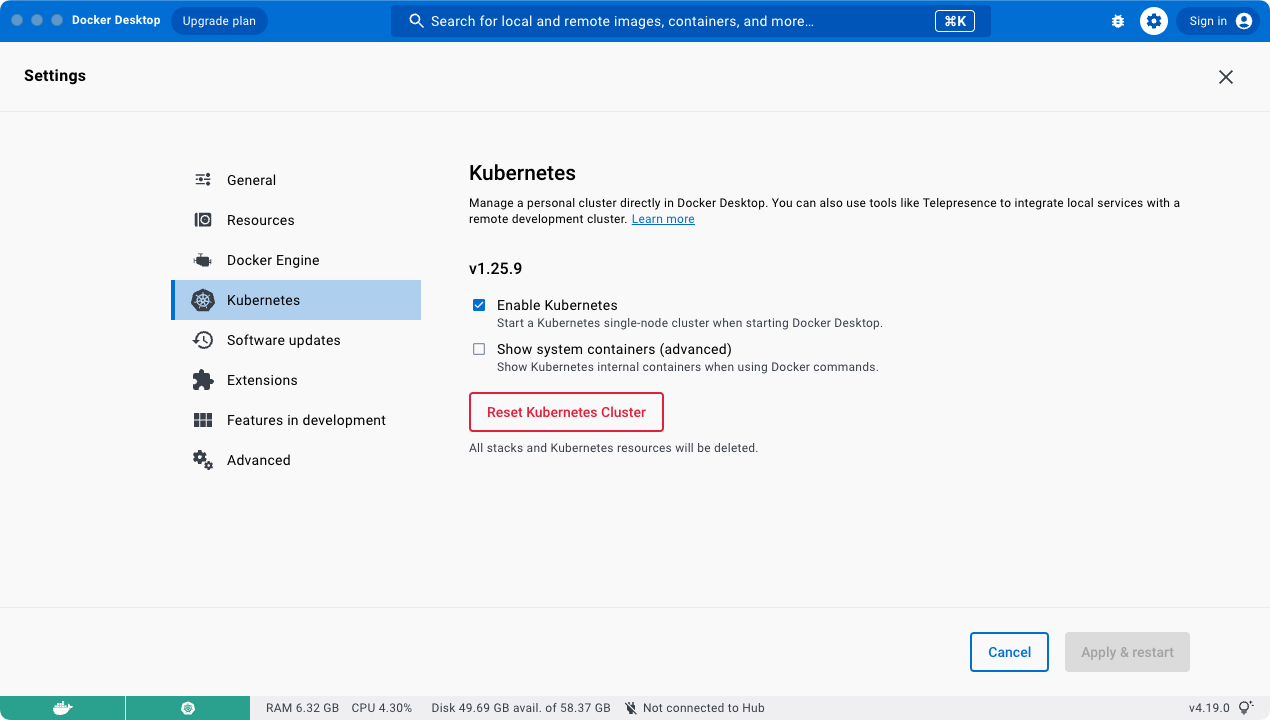 Docker Desktop
Upgrade plan
Search for local and remote images, containers, and more…
⌘K
Sign in
Settings
General
Resources
Docker Engine
Kubernetes
Software updates
Extensions
Features in development
Advanced
Kubernetes
Manage a personal cluster directly in Docker Desktop. You can also use tools like Telepresence to integrate local services with a
remote development cluster. Learn more
v1.25.9
Enable Kubernetes
Start a Kubernetes single-node cluster when starting Docker Desktop.
Show system containers (advanced)
Show Kubernetes internal containers when using Docker commands.
Reset Kubernetes Cluster
All stacks and Kubernetes resources will be deleted.
Cancel
Apply & restart
RAM 6.32 GB CPU 4.30% Disk 49.69 GB avail. of 58.37 GB Not connected to Hub v4.19.0